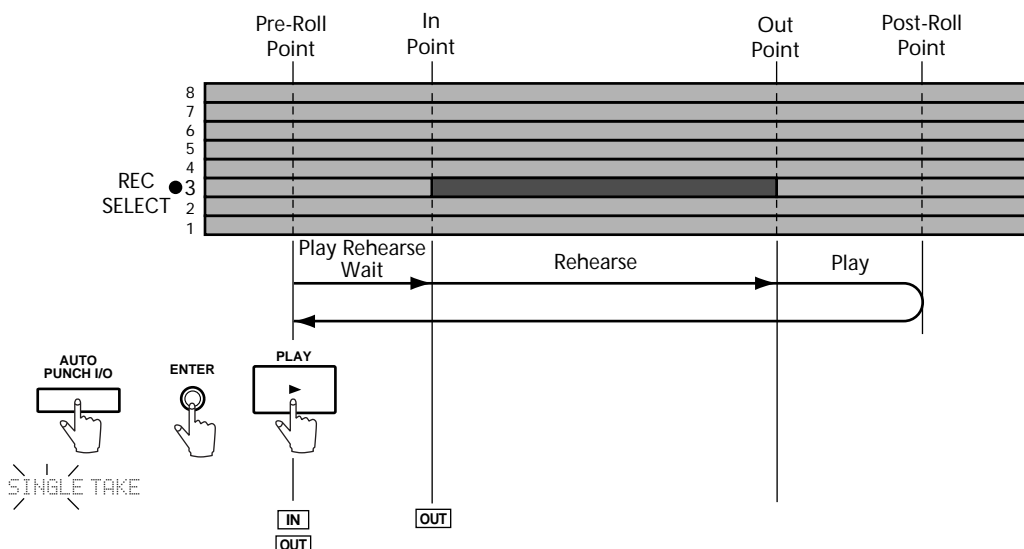 Pre-Roll
Point
In
Point
Out
Point
Post-Roll
Point
8
7
6
5
4
REC
SELECT
3
2
1
Play Rehearse
Wait
Rehearse
Play
AUTO
PUNCH I/O
ENTER
PLAY
SINGLE TAKE
IN
OUT
OUT